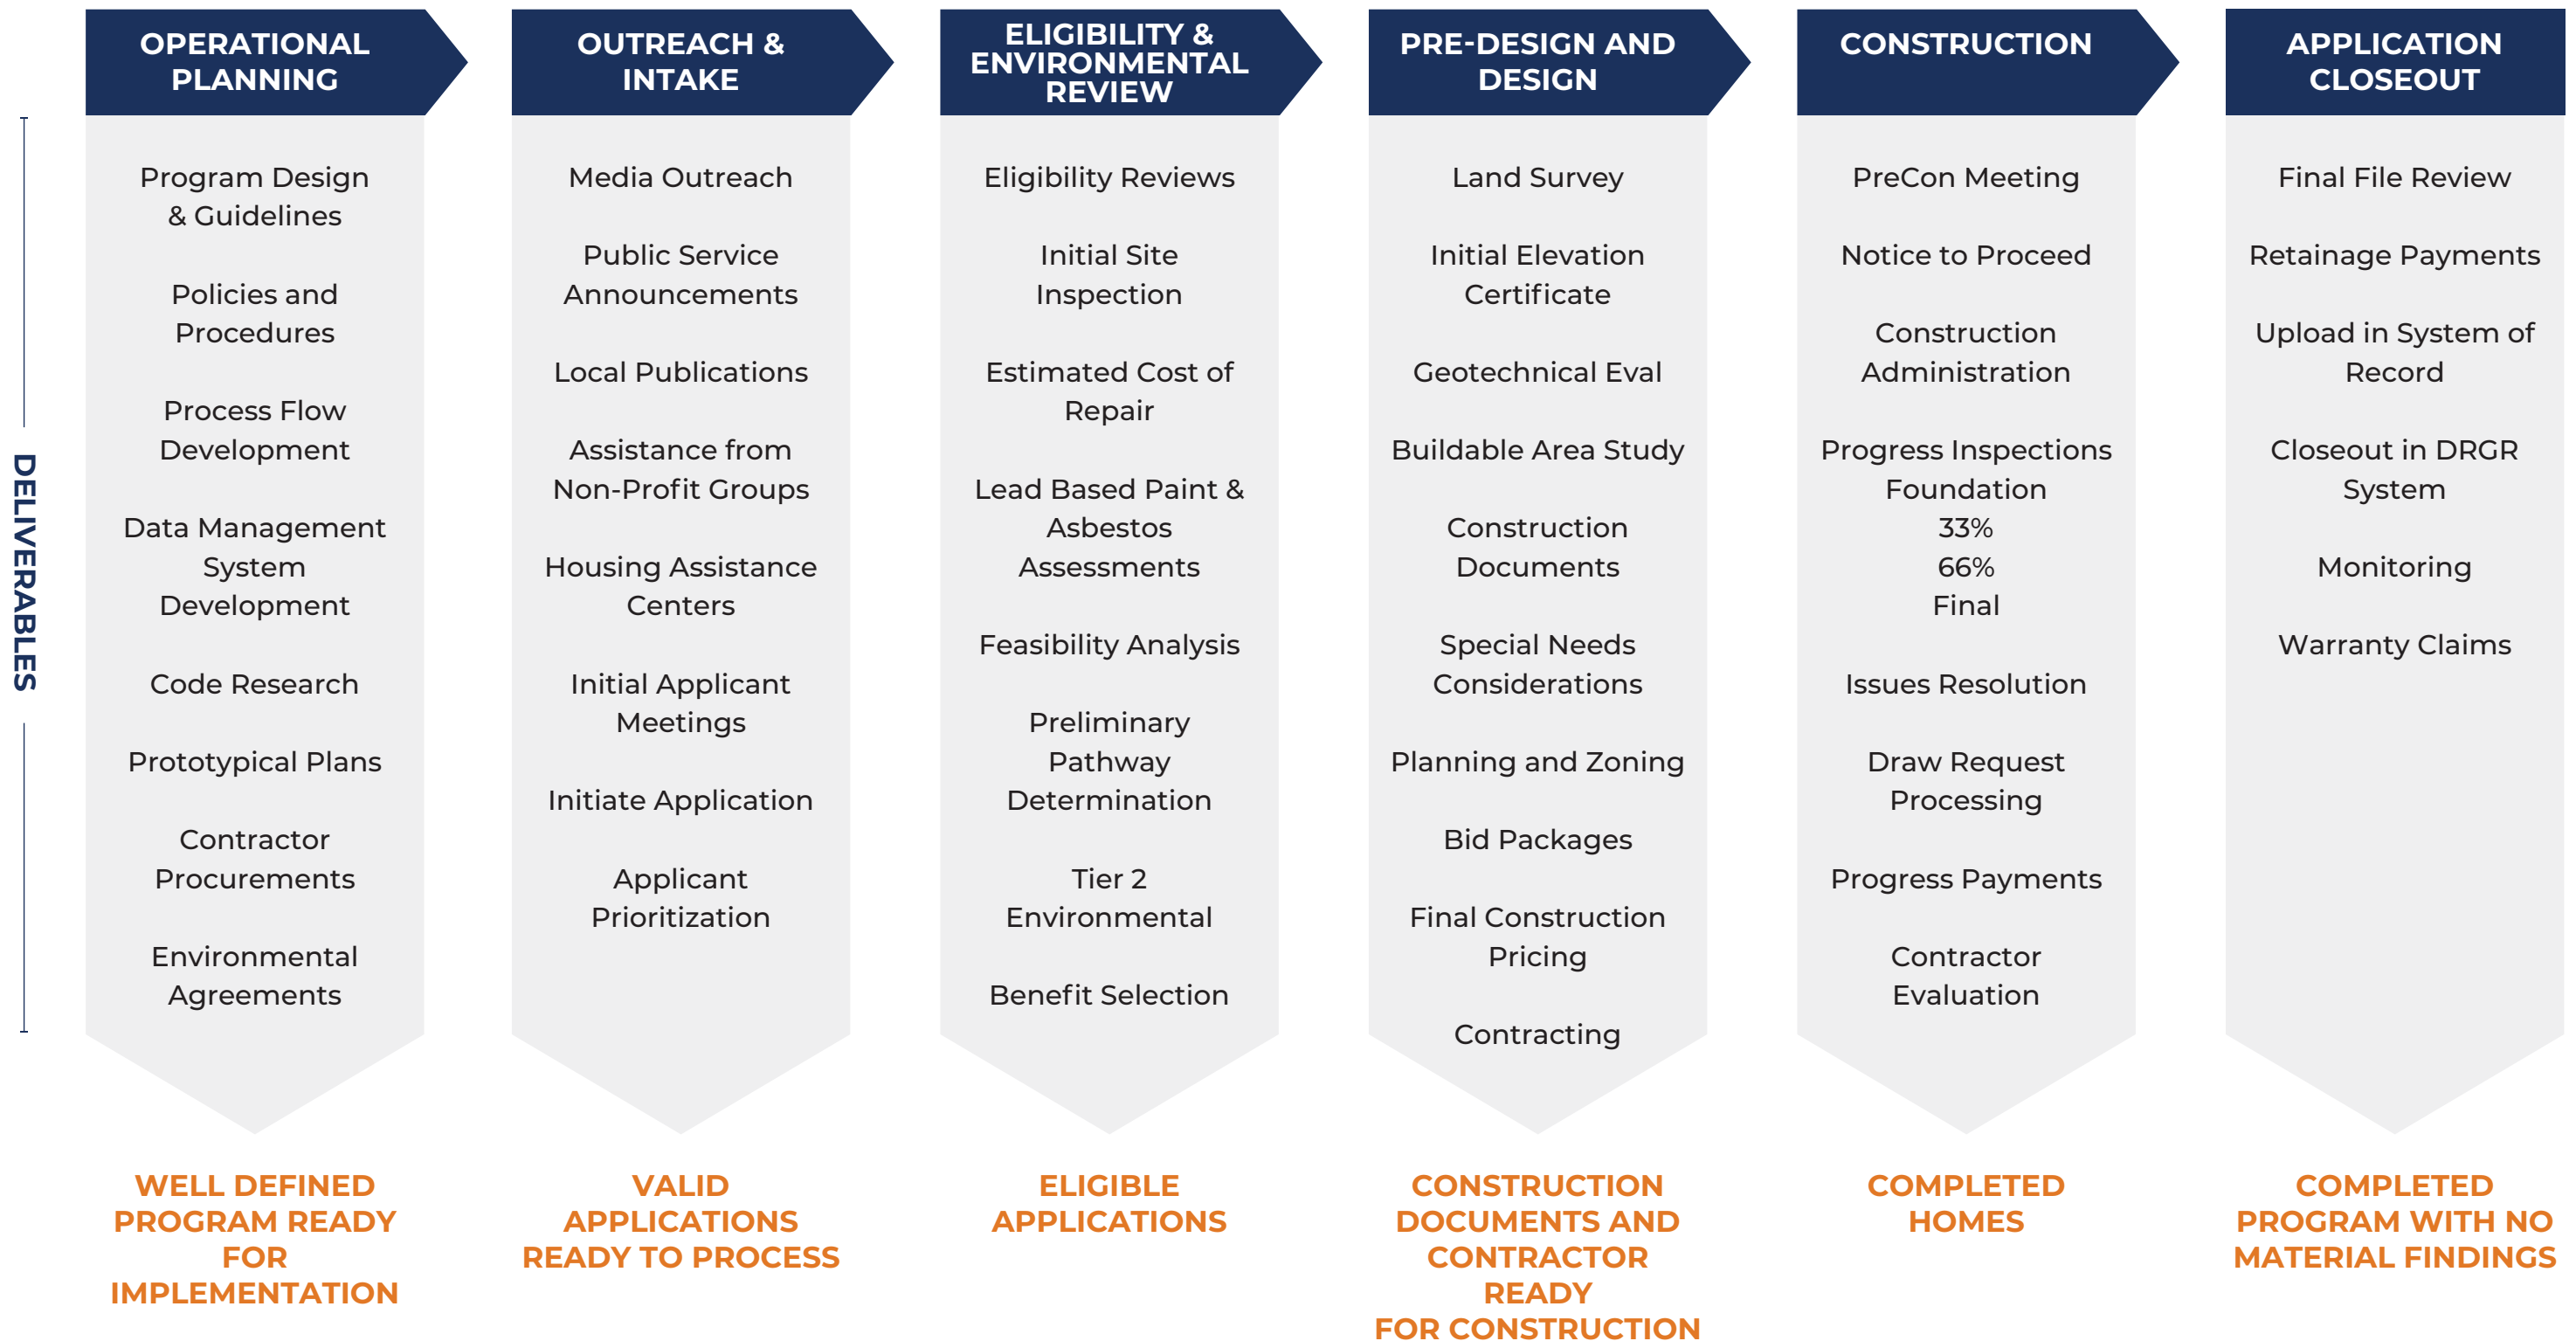 OPERATIONAL
PLANNING
OUTREACH &
INTAKE
ELIGIBILITY &
ENVIRONMENTAL
REVIEW
PRE-DESIGN AND
DESIGN
CONSTRUCTION
APPLICATION
CLOSEOUT
DELIVERABLES
Program Design
& Guidelines
Policies and
Procedures
Process Flow
Development
Data Management
System
Development
Code Research
Prototypical Plans
Contractor
Procurements
Environmental
Agreements
WELL DEFINED
PROGRAM READY
FOR
IMPLEMENTATION
Media Outreach
Public Service
Announcements
Local Publications
Assistance from
Non-Profit Groups
Housing Assistance
Centers
Initial Applicant
Meetings
Initiate Application
Applicant
Prioritization
VALID
APPLICATIONS
READY TO PROCESS
Eligibility Reviews
Initial Site
Inspection
Estimated Cost of
Repair
Lead Based Paint &
Asbestos
Assessments
Feasibility Analysis
Preliminary
Pathway
Determination
Tier 2
Environmental
Benefit Selection
ELIGIBLE
APPLICATIONS
Land Survey
Initial Elevation
Certificate
Geotechnical Eval
Buildable Area Study
Construction
Documents
Special Needs
Considerations
Planning and Zoning
Bid Packages
Final Construction
Pricing
Contracting
CONSTRUCTION
DOCUMENTS AND
CONTRACTOR
READY
FOR CONSTRUCTION
PreCon Meeting
Notice to Proceed
Construction
Administration
Progress Inspections
Foundation
33%
66%
Final
Issues Resolution
Draw Request
Processing
Progress Payments
Contractor
Evaluation
COMPLETED
HOMES
Final File Review
Retainage Payments
Upload in System of
Record
Closeout in DRGR
System
Monitoring
Warranty Claims
COMPLETED
PROGRAM WITH NO
MATERIAL FINDINGS